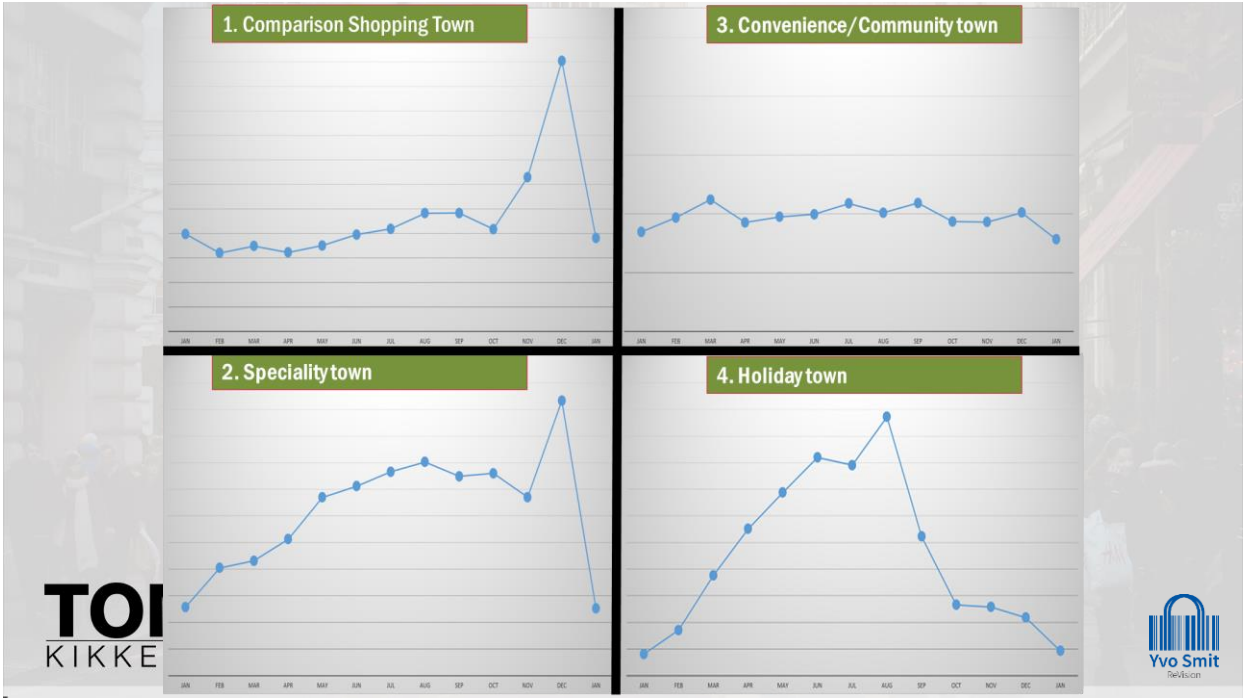 1. Comparison Shopping Town
JAN FEB MAR APR MAY JUN JUL AUG SEP OCT NOV DEC JAN
3. Convenience/Community town
JAN FEB MAR APR MAY JUN JUL AUG SEP OCT NOV DEC JAN
2. Speciality town
JAN FEB MAR APR MAY JUN JUL AUG SEP OCT NOV DEC JAN
4. Holiday town
JAN FEB MAR APR MAY JUN JUL AUG SEP OCT NOV DEC JAN
TO
KIKKE
Yvo Smit
ReVision